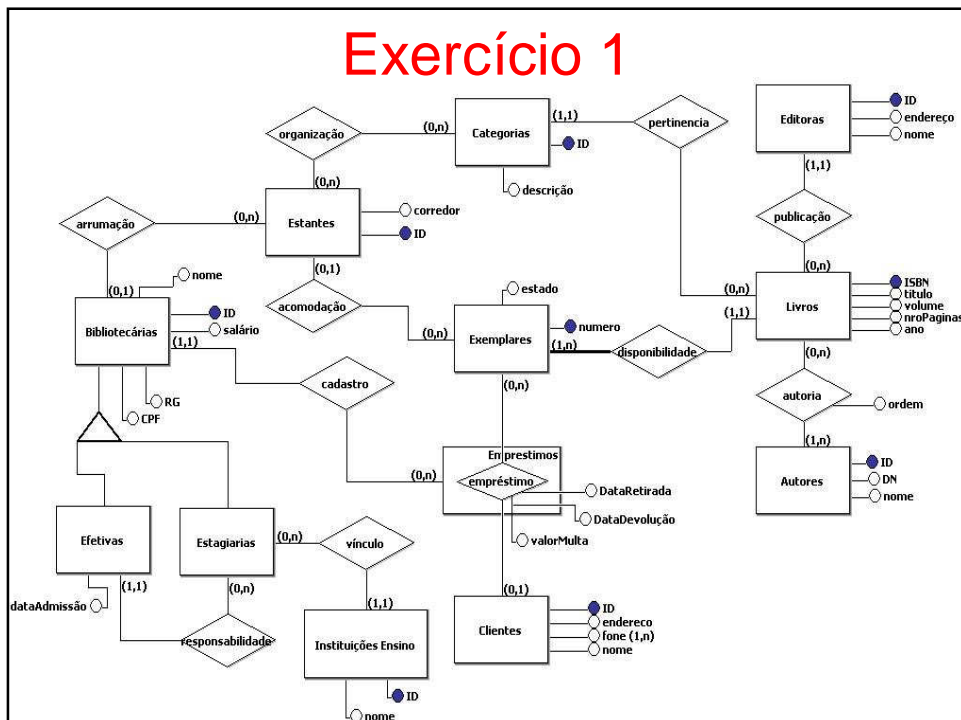 Exercício 1
organização
(0,n)
Categorias
(1,1)
pertinencia
Editoras
ID
endereço
nome
ID
descrição
(0,n)
(1,1)
arrumação
(0,n)
Estantes
corredor
ID
publicação
(0,1)
(0,n)
nome
(0,1)
acomodação
estado
(0,n)
Livros
ISBN
titulo
volume
nroPaginas
ano
Bibliotecárias
ID
salário
(1,1)
(0,n)
Exemplares
numero
(1,n)
disponibilidade
(1,1)
(0,n)
cadastro
(0,n)
RG
CPF
autoria
ordem
(1,n)
(0,n)
Emprestimos
empréstimo
DataRetirada
DataDevolução
valorMulta
Autores
ID
DN
nome
Efetivas
Estagiarias
(0,n)
vínculo
(1,1)
(0,n)
dataAdmissão
responsabilidade
(1,1)
Instituições Ensino
ID
nome
(0,1)
Clientes
ID
endereco
fone (1,n)
nome